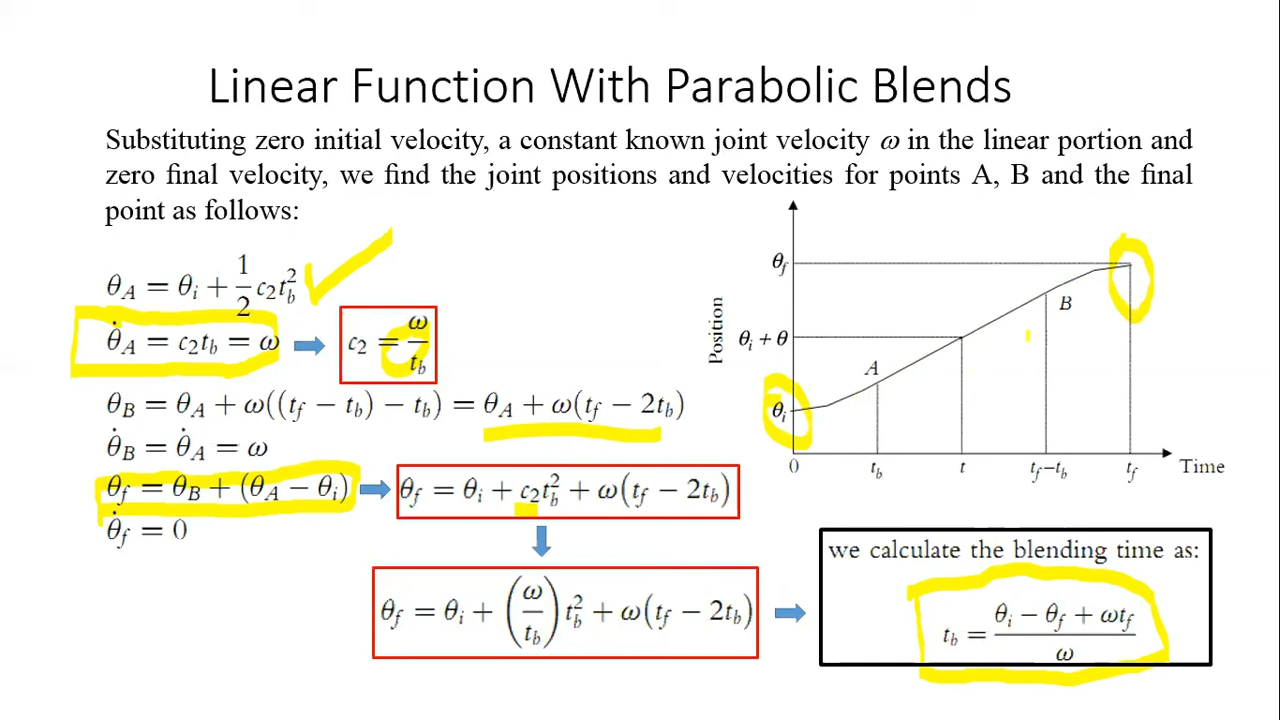 Linear Function With Parabolic Blends
Substituting zero initial velocity, a constant known joint velocity ω in the linear portion and
zero final velocity, we find the joint positions and velocities for points A, B and the final
point as follows:
θ_A = θ_i + 1/2 c_2 t_b^2
θ̇_A = c_2 t_b = ω
c_2 = ω/t_b
θ_B = θ_A + ω((t_f − t_b) − t_b) = θ_A + ω(t_f − 2t_b)
θ̇_B = θ̇_A = ω
θ_f = θ_B + (θ_A − θ_i)
θ_f = θ_i + c_2 t_b^2 + ω(t_f − 2t_b)
θ̇_f = 0
θ_f = θ_i + (ω/t_b) t_b^2 + ω(t_f − 2t_b)
Position
θ_f
θ_i + θ
θ_i
A
B
0
t_b
t
t_f−t_b
t_f
Time
we calculate the blending time as:
t_b = (θ_i − θ_f + ωt_f)/ω